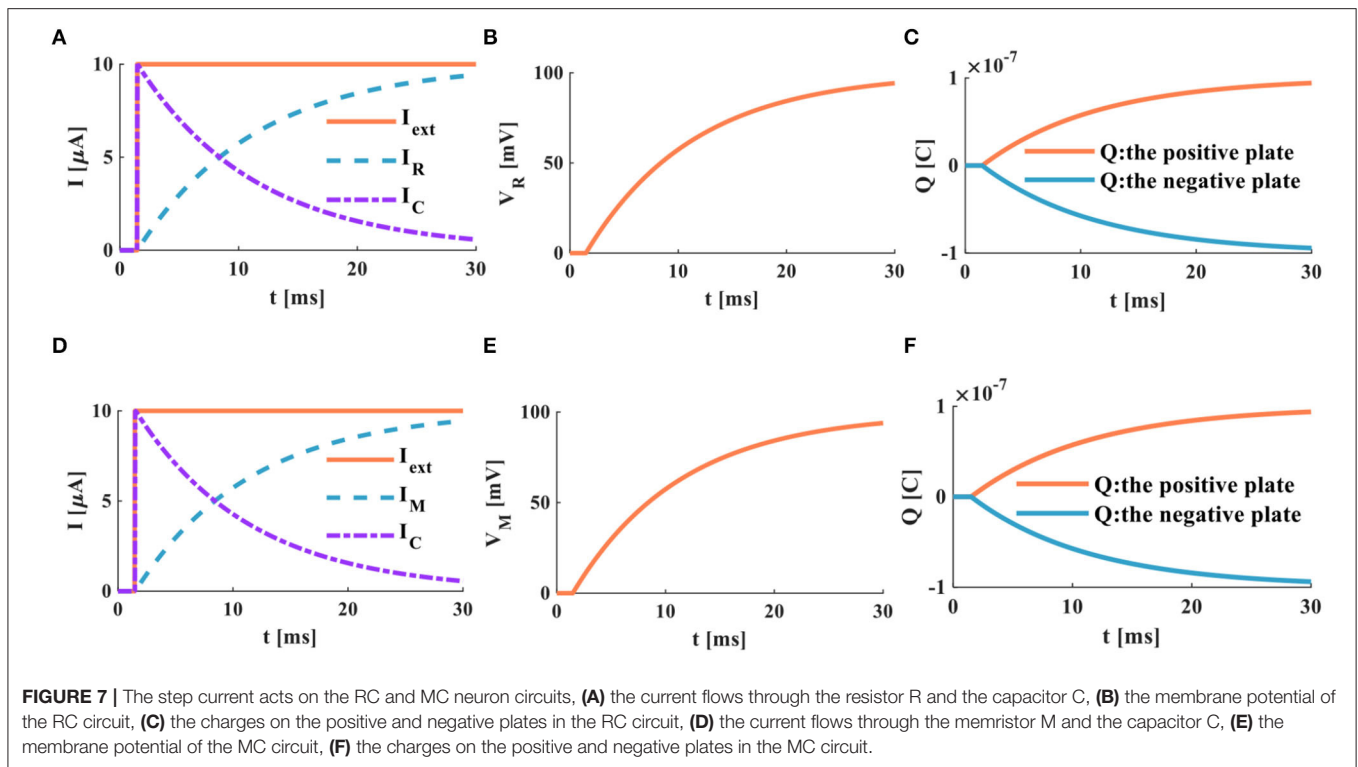 A
10
5
0
I [µA]
I_ext
I_R
I_C
0
10
20
30
t [ms]
B
100
50
0
V_R [mV]
0
10
20
30
t [ms]
C
×10^-7
1
0
-1
Q [C]
Q:the positive plate
Q:the negative plate
0
10
20
30
t [ms]
D
10
5
0
I [µA]
I_ext
I_M
I_C
0
10
20
30
t [ms]
E
100
50
0
V_M [mV]
0
10
20
30
t [ms]
F
×10^-7
1
0
-1
Q [C]
Q:the positive plate
Q:the negative plate
0
10
20
30
t [ms]
FIGURE 7 | The step current acts on the RC and MC neuron circuits, (A) the current flows through the resistor R and the capacitor C, (B) the membrane potential of
the RC circuit, (C) the charges on the positive and negative plates in the RC circuit, (D) the current flows through the memristor M and the capacitor C, (E) the
membrane potential of the MC circuit, (F) the charges on the positive and negative plates in the MC circuit.